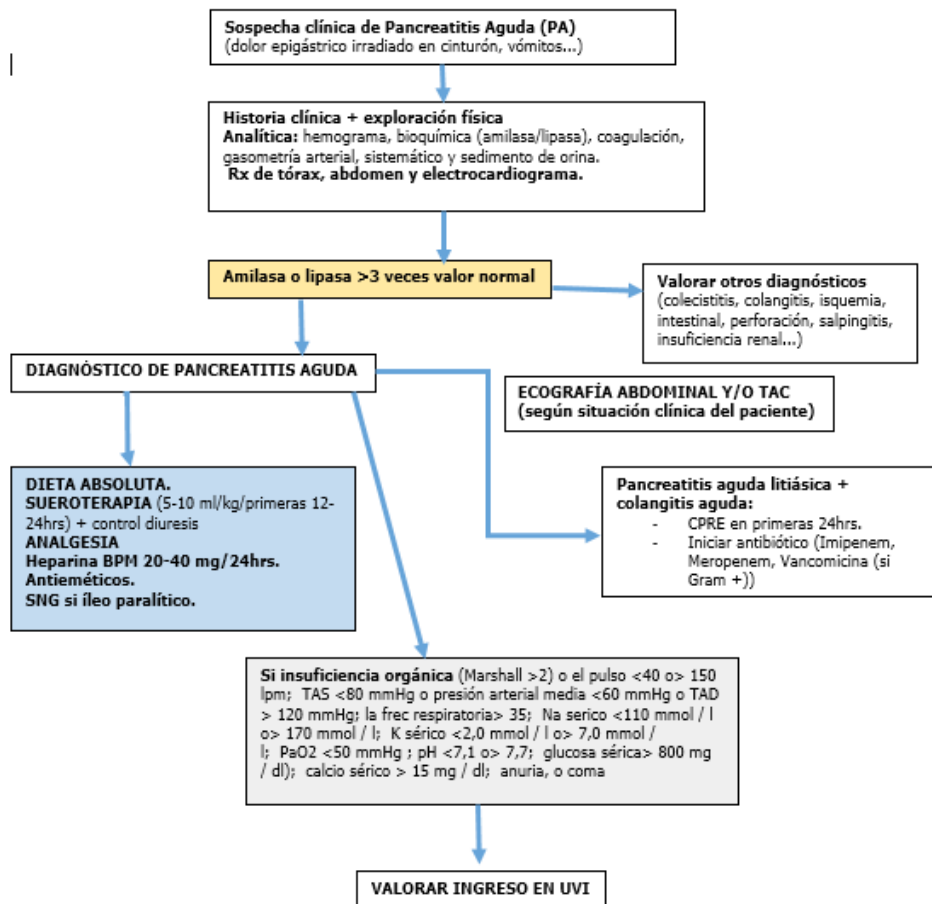 Sospecha clínica de Pancreatitis Aguda (PA)
(dolor epigástrico irradiado en cinturón, vómitos...)
Historia clínica + exploración física
Analítica: hemograma, bioquímica (amilasa/lipasa), coagulación,
gasometría arterial, sistemático y sedimento de orina.
Rx de tórax, abdomen y electrocardiograma.
Amilasa o lipasa >3 veces valor normal
Valorar otros diagnósticos
(colecistitis, colangitis, isquemia,
intestinal, perforación, salpingitis,
insuficiencia renal...)
DIAGNÓSTICO DE PANCREATITIS AGUDA
ECOGRAFÍA ABDOMINAL Y/O TAC
(según situación clínica del paciente)
DIETA ABSOLUTA.
SUEROTERAPIA (5-10 ml/kg/primeras 12-
24hrs) + control diuresis
ANALGESIA
Heparina BPM 20-40 mg/24hrs.
Antieméticos.
SNG si íleo paralítico.
Pancreatitis aguda litiásica +
colangitis aguda:
- CPRE en primeras 24hrs.
- Iniciar antibiótico (Imipenem,
Meropenem, Vancomicina (si
Gram +))
Si insuficiencia orgánica (Marshall >2) o el pulso <40 o> 150
lpm; TAS <80 mmHg o presión arterial media <60 mmHg o TAD
> 120 mmHg; la frec respiratoria> 35; Na serico <110 mmol / l
o> 170 mmol / l; K sérico <2,0 mmol / l o> 7,0 mmol /
l; PaO2 <50 mmHg ; pH <7,1 o> 7,7; glucosa sérica> 800 mg
/ dl); calcio sérico > 15 mg / dl; anuria, o coma
VALORAR INGRESO EN UVI